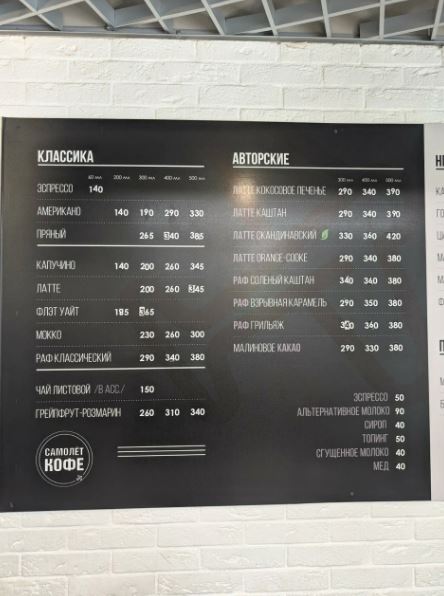 КЛАССИКА
60 мл 200 мл 300 мл 400 мл 500 мл
ЭСПРЕССО 140
АМЕРИКАНО 140 190 290 330
ПРЯНЫЙ 265 340 385
КАПУЧИНО 140 200 260 345
ЛАТТЕ 200 260 345
ФЛЭТ УАЙТ 195 265
МОККО 230 260 300
РАФ КЛАССИЧЕСКИЙ 290 340 380
ЧАЙ ЛИСТОВОЙ /В АСС./ 150
ГРЕЙПФРУТ-РОЗМАРИН 260 310 340
САМОЛЁТ
КОФЕ
АВТОРСКИЕ
300 мл 400 мл 500 мл
ЛАТТЕ КОКОСОВОЕ ПЕЧЕНЬЕ 290 340 390
ЛАТТЕ КАШТАН 290 340 390
ЛАТТЕ СКАНДИНАВСКИЙ 330 360 420
ЛАТТЕ ORANGE-COOKE 290 340 380
РАФ СОЛЕНЫЙ КАШТАН 340 340 380
РАФ ВЗРЫВНАЯ КАРАМЕЛЬ 290 350 380
РАФ ГРИЛЬЯЖ 360 380
МАЛИНОВОЕ КАКАО 290 330 380
ЭСПРЕССО 50
АЛЬТЕРНАТИВНОЕ МОЛОКО 90
СИРОП 40
ТОПИНГ 50
СГУЩЕННОЕ МОЛОКО 40
МЕД 40